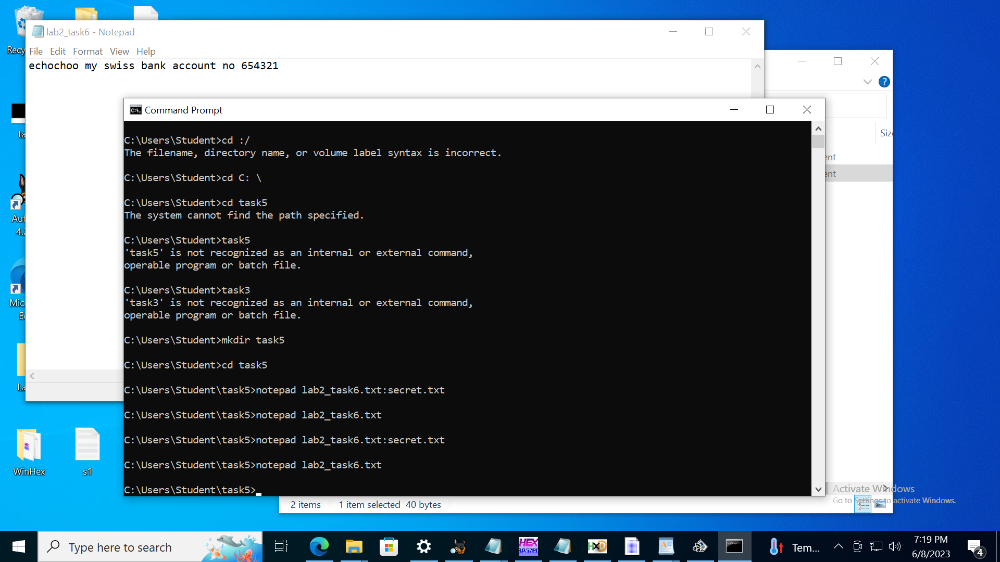 lab2_task6 - Notepad
File Edit Format View Help
echochoo my swiss bank account no 654321
Command Prompt
C:\Users\Student>cd :/
The filename, directory name, or volume label syntax is incorrect.
C:\Users\Student>cd C: \
C:\Users\Student>cd task5
The system cannot find the path specified.
C:\Users\Student>task5
'task5' is not recognized as an internal or external command,
operable program or batch file.
C:\Users\Student>task3
'task3' is not recognized as an internal or external command,
operable program or batch file.
C:\Users\Student>mkdir task5
C:\Users\Student>cd task5
C:\Users\Student\task5>notepad lab2_task6.txt:secret.txt
C:\Users\Student\task5>notepad lab2_task6.txt
C:\Users\Student\task5>notepad lab2_task6.txt:secret.txt
C:\Users\Student\task5>notepad lab2_task6.txt
C:\Users\Student\task5>
Recy
ta
Aut
4.2
Mic
Ec
La
WinHex
s1
Siz
ent
ent
2 items 1 item selected 40 bytes
Activate Windows
Go to Settings to activate Windows.
Type here to search
HEX
HxD
Tem...
7:19 PM
6/8/2023
4